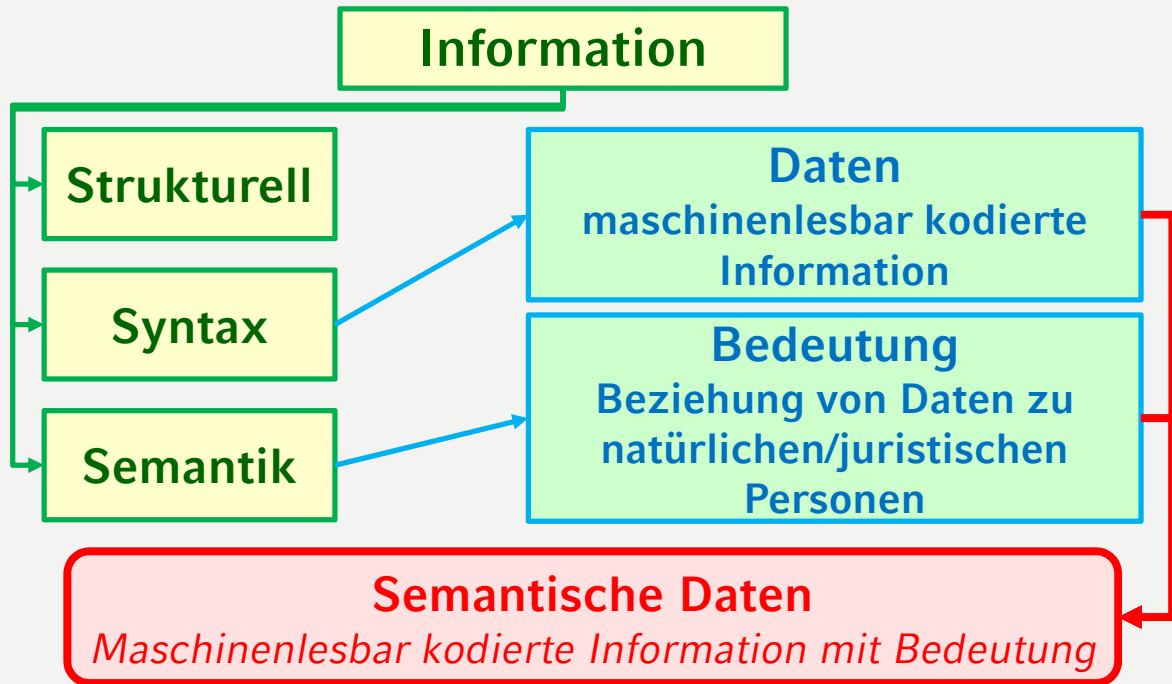 Information
Strukturell
Syntax
Semantik
Daten
maschinenlesbar kodierte
Information
Bedeutung
Beziehung von Daten zu
natürlichen/juristischen
Personen
Semantische Daten
Maschinenlesbar kodierte Information mit Bedeutung